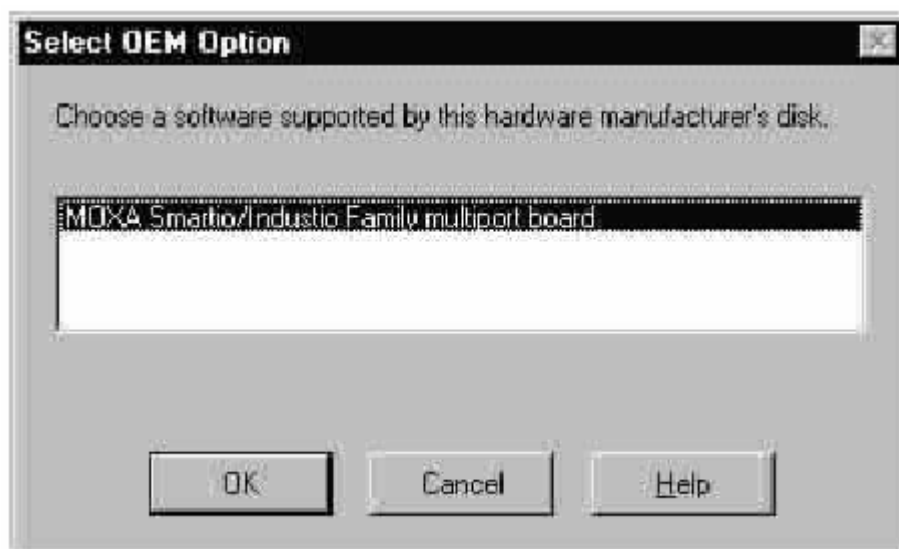 Select OEM Option
Choose a software supported by this hardware manufacturer's disk.
MOXA Smartio/Industio Family multiport board
OK Cancel Help